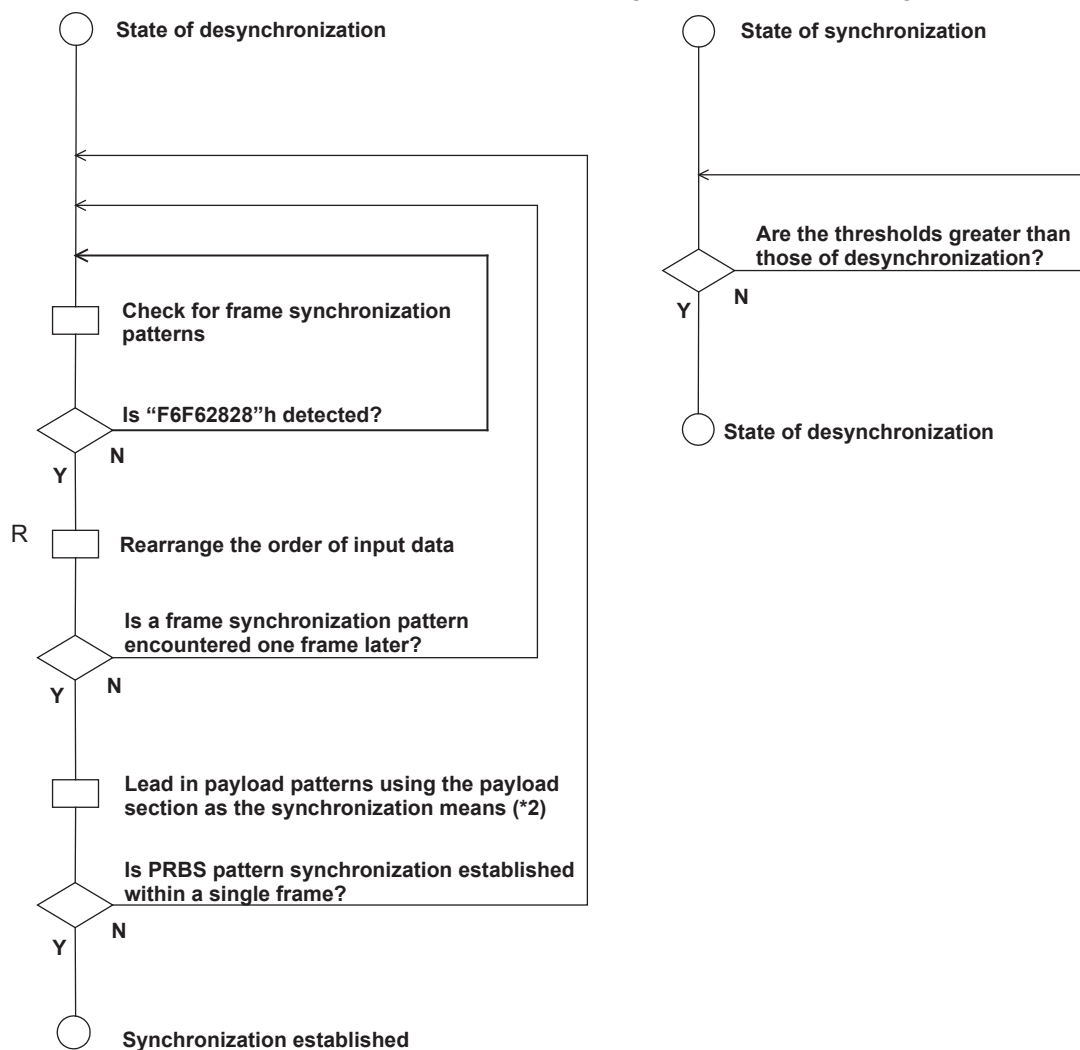 State of desynchronization
Check for frame synchronization
patterns
Is “F6F62828”h detected?
N
Y
R
Rearrange the order of input data
Is a frame synchronization pattern
encountered one frame later?
Y
N
Lead in payload patterns using the payload
section as the synchronization means (*2)
Is PRBS pattern synchronization established
within a single frame?
N
Y
Synchronization established
State of synchronization
Are the thresholds greater than
those of desynchronization?
Y
N
State of desynchronization